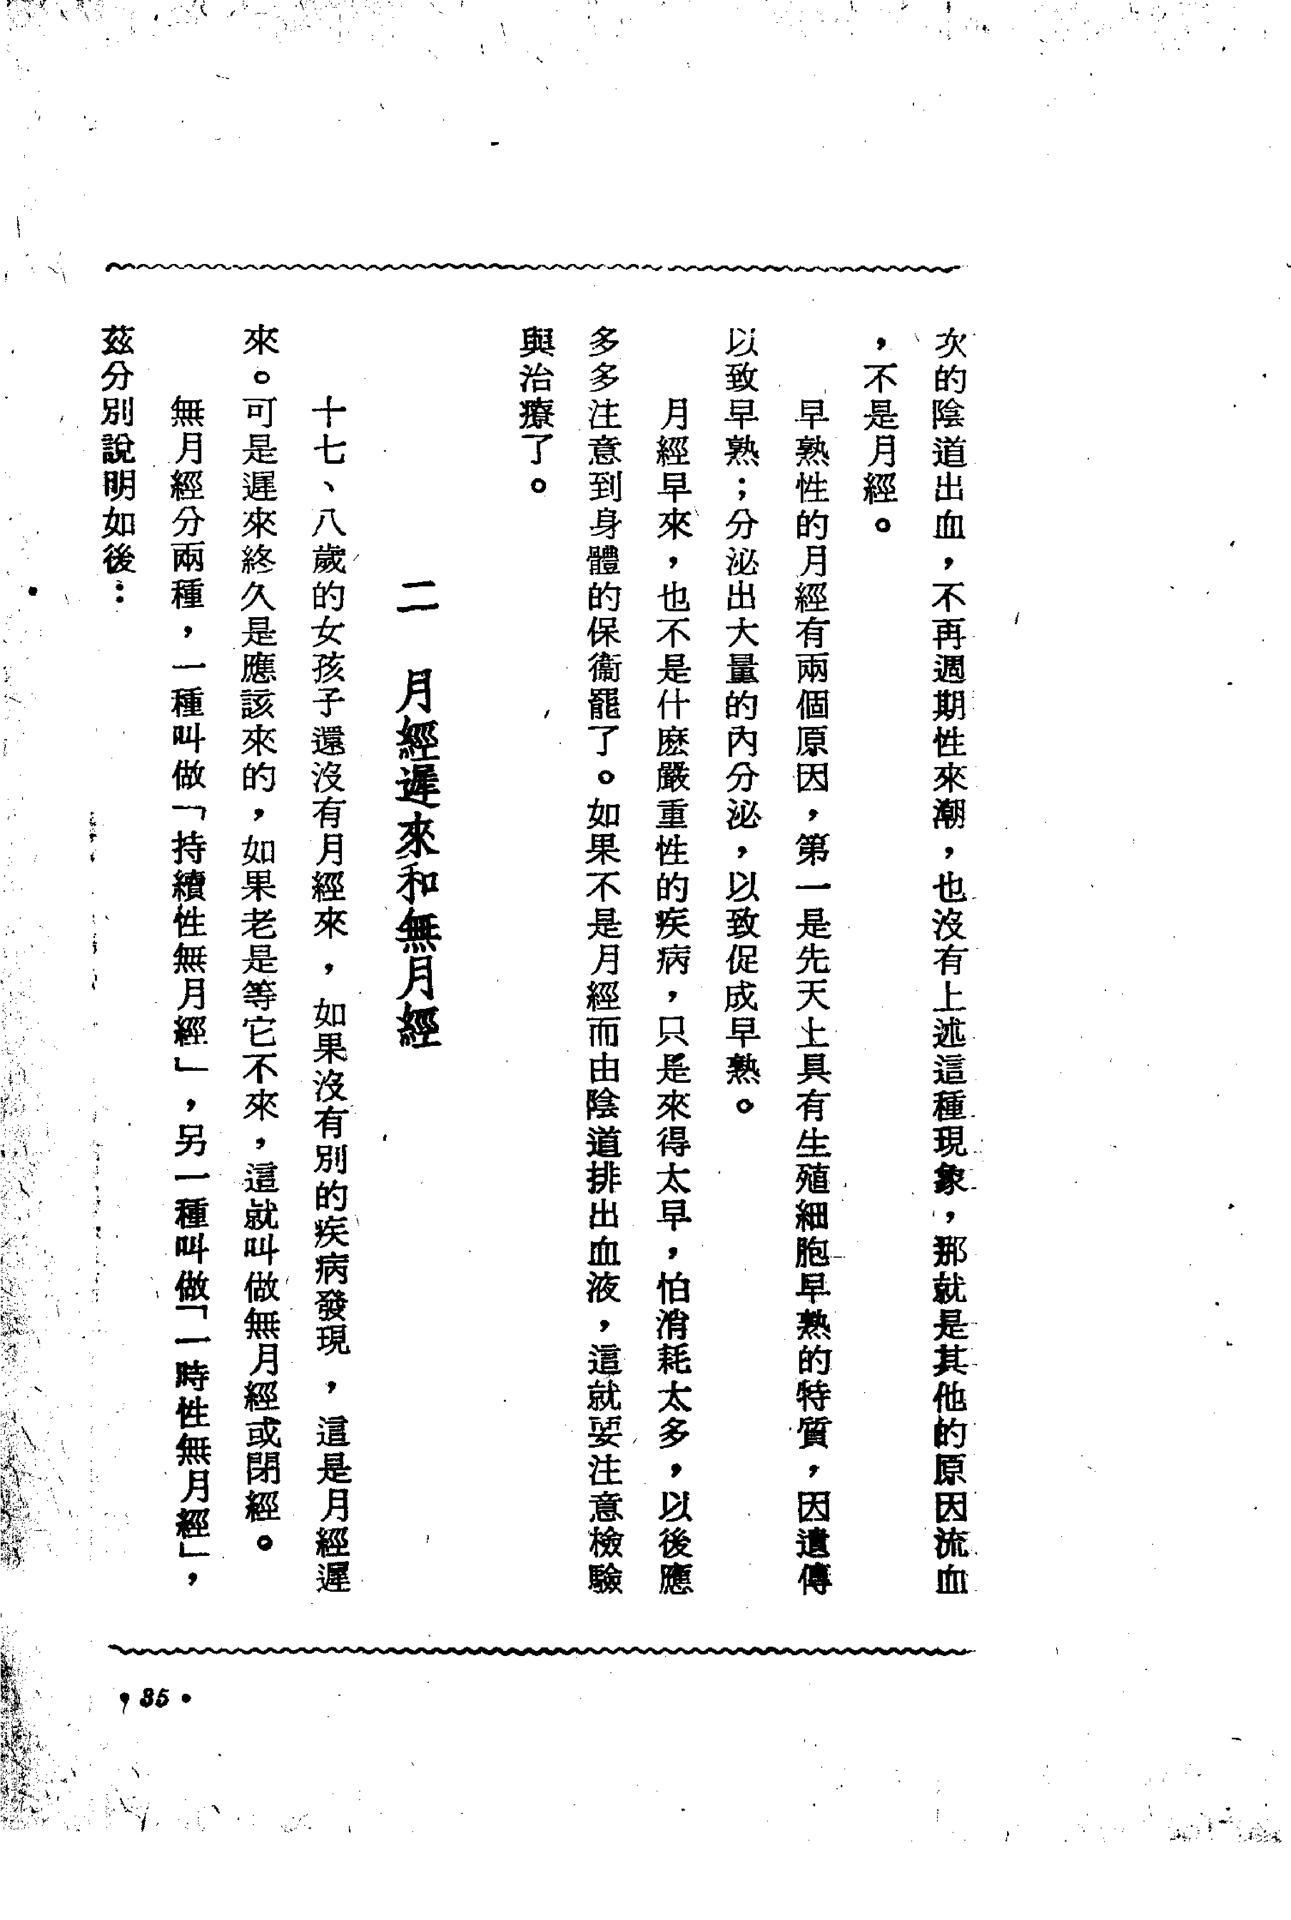 次的陰道出血，不再週期性來潮，也沒有上述這種現象，那就是其他的原因流血
，不是月經。
早熟性的月經有兩個原因，第一是先天上具有生殖細胞早熟的特質，因遺傳
以致早熟；分泌出大量的內分泌，以致促成早熟。
月經早來，也不是什麽嚴重性的疾病，只是來得太早，怕消耗太多，以後應
多多注意到身體的保衞罷了。如果不是月經而由陰道排出血液，這就要注意檢驗
與治療了。
二　月經遲來和無月經
十七、八歲的女孩子還沒有月經來，如果沒有別的疾病發現，這是月經遲
來。可是遲來終久是應該來的，如果老是等它不來，這就叫做無月經或閉經。
無月經分兩種，一種叫做「持續性無月經」，另一種叫做「一時性無月經」，
茲分別說明如後：
•35•